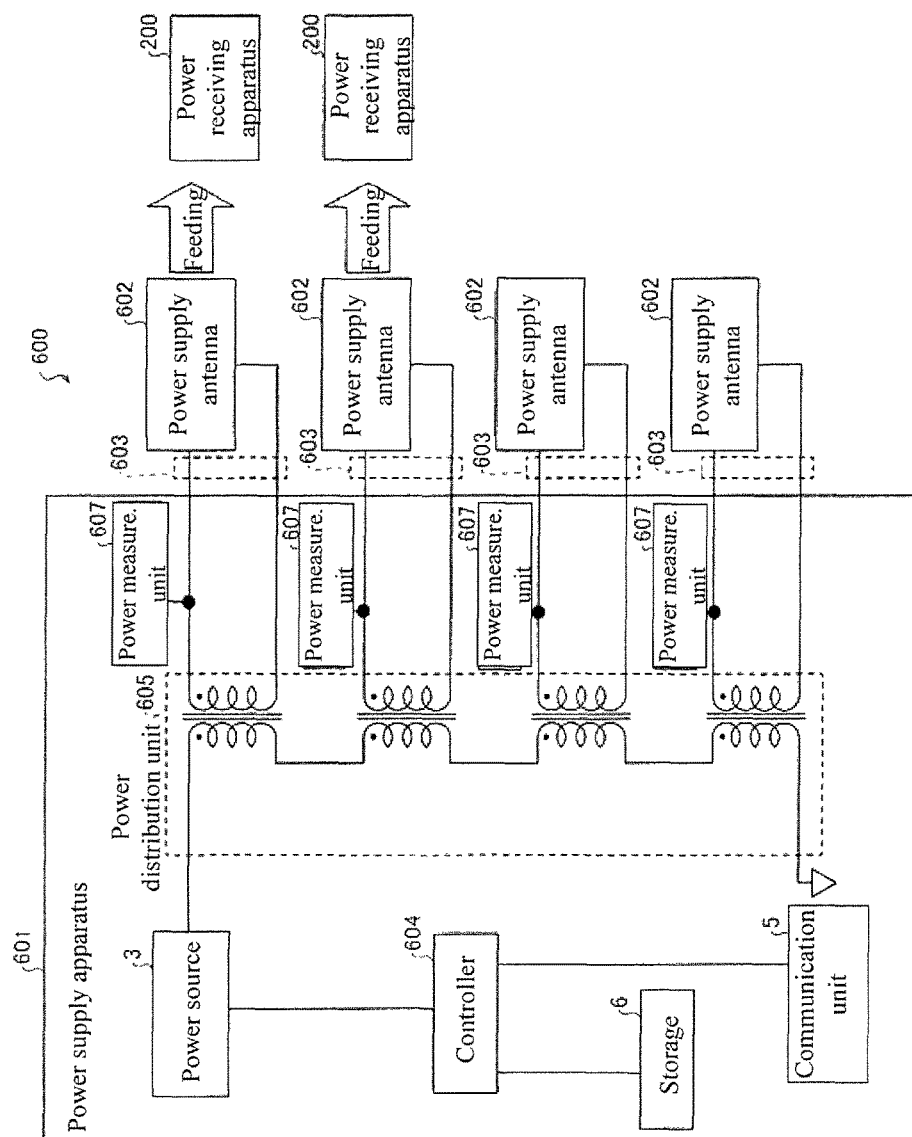 600
601
Power supply apparatus
3
Power source
604
Controller
6
Storage
5
Communication
unit
Power
distribution unit
605
607
Power measure.
unit
607
Power measure.
unit
607
Power measure.
unit
607
Power measure.
unit
603
603
603
603
602
Power supply
antenna
602
Power supply
antenna
602
Power supply
antenna
602
Power supply
antenna
Feeding
Feeding
200
Power
receiving
apparatus
200
Power
receiving
apparatus